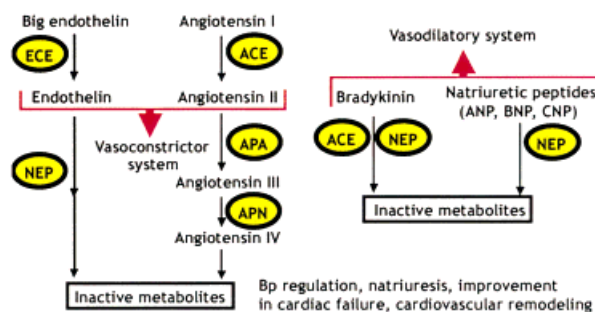 Big endothelin
Angiotensin I
ECE
ACE
Endothelin
Angiotensin II
Vasoconstrictor
system
NEP
APA
Angiotensin III
APN
Angiotensin IV
Inactive metabolites
Vasodilatory system
Bradykinin
Natriuretic peptides
(ANP, BNP, CNP)
ACE
NEP
NEP
Inactive metabolites
Bp regulation, natriuresis, improvement
in cardiac failure, cardiovascular remodeling